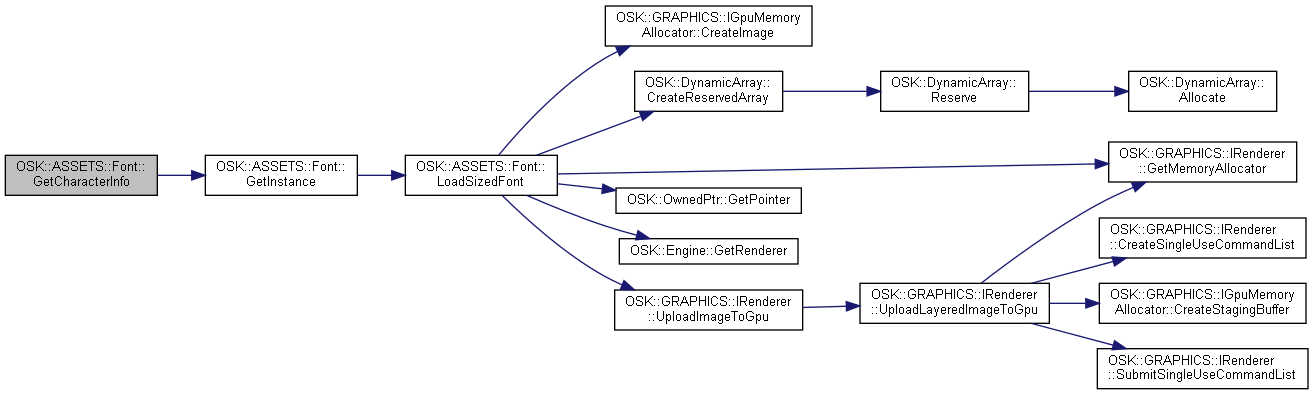 OSK::GRAPHICS::IGpuMemory
Allocator::CreateImage
OSK::DynamicArray::
CreateReservedArray
OSK::DynamicArray::
Reserve
OSK::DynamicArray::
Allocate
OSK::ASSETS::Font::
GetCharacterInfo
OSK::ASSETS::Font::
GetInstance
OSK::ASSETS::Font::
LoadSizedFont
OSK::GRAPHICS::IRenderer
::GetMemoryAllocator
OSK::OwnedPtr::GetPointer
OSK::Engine::GetRenderer
OSK::GRAPHICS::IRenderer
::CreateSingleUseCommandList
OSK::GRAPHICS::IRenderer
::UploadImageToGpu
OSK::GRAPHICS::IRenderer
::UploadLayeredImageToGpu
OSK::GRAPHICS::IGpuMemory
Allocator::CreateStagingBuffer
OSK::GRAPHICS::IRenderer
::SubmitSingleUseCommandList